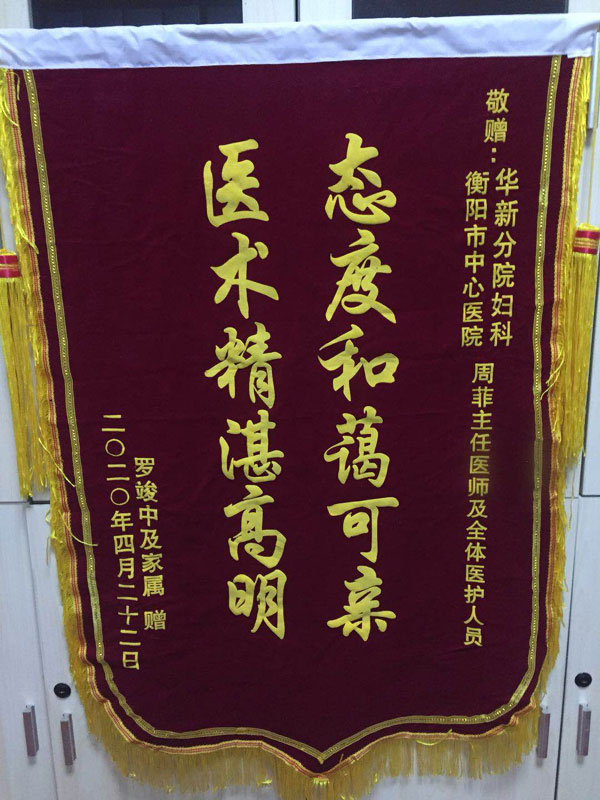 敬赠：
华新分院妇科
衡阳市中心医院
周菲主任医师及全体医护人员
态度和蔼可亲
医术精湛高明
罗竣中及家属 赠
二〇二〇年四月二十二日